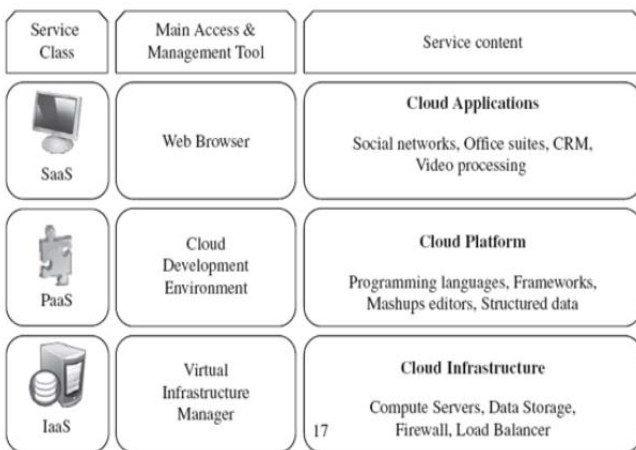 Service
Class
Main Access &
Management Tool
Service content
SaaS
Web Browser
Cloud Applications
Social networks, Office suites, CRM,
Video processing
PaaS
Cloud
Development
Environment
Cloud Platform
Programming languages, Frameworks,
Mashups editors, Structured data
IaaS
Virtual
Infrastructure
Manager
17
Cloud Infrastructure
Compute Servers, Data Storage,
Firewall, Load Balancer